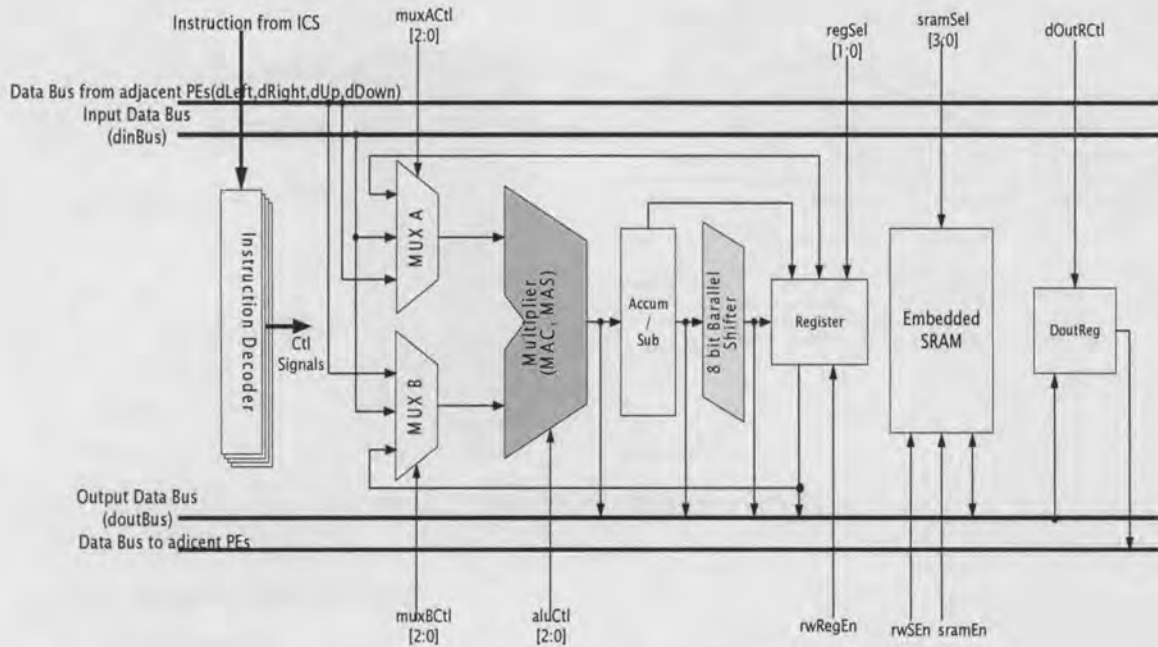 Instruction from ICS
muxACtl
[2:0]
regSel
[1:0]
sramSel
[3:0]
dOutRCtl
Data Bus from adjacent PEs(dLeft,dRight,dUp,dDown)
Input Data Bus
(dinBus)
Instruction Decoder
Ctl
Signals
MUX A
MUX B
Multiplier
(MAC, MAS)
Accum
/
Sub
8 bit Barallel
Shifter
Register
Embedded
SRAM
DoutReg
Output Data Bus
(doutBus)
Data Bus to adicent PEs
muxBCtl
[2:0]
aluCtl
[2:0]
rwRegEn
rwSEn sramEn